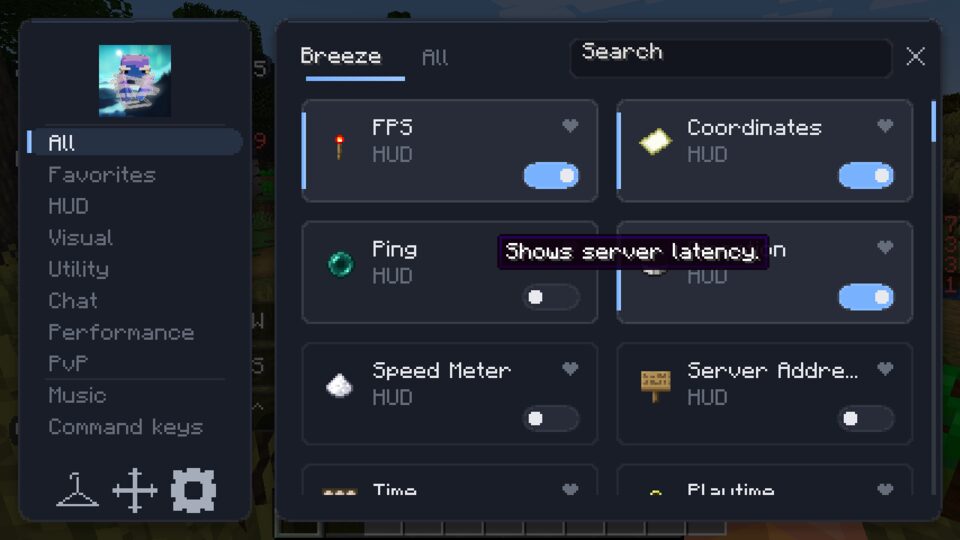 Breeze
All
Search
All
Favorites
HUD
Visual
Utility
Chat
Performance
PvP
Music
Command keys
FPS
HUD
Coordinates
HUD
Ping
HUD
Shows server latency.
HUD
Speed Meter
HUD
Server Addre...
HUD
Time
Playtime